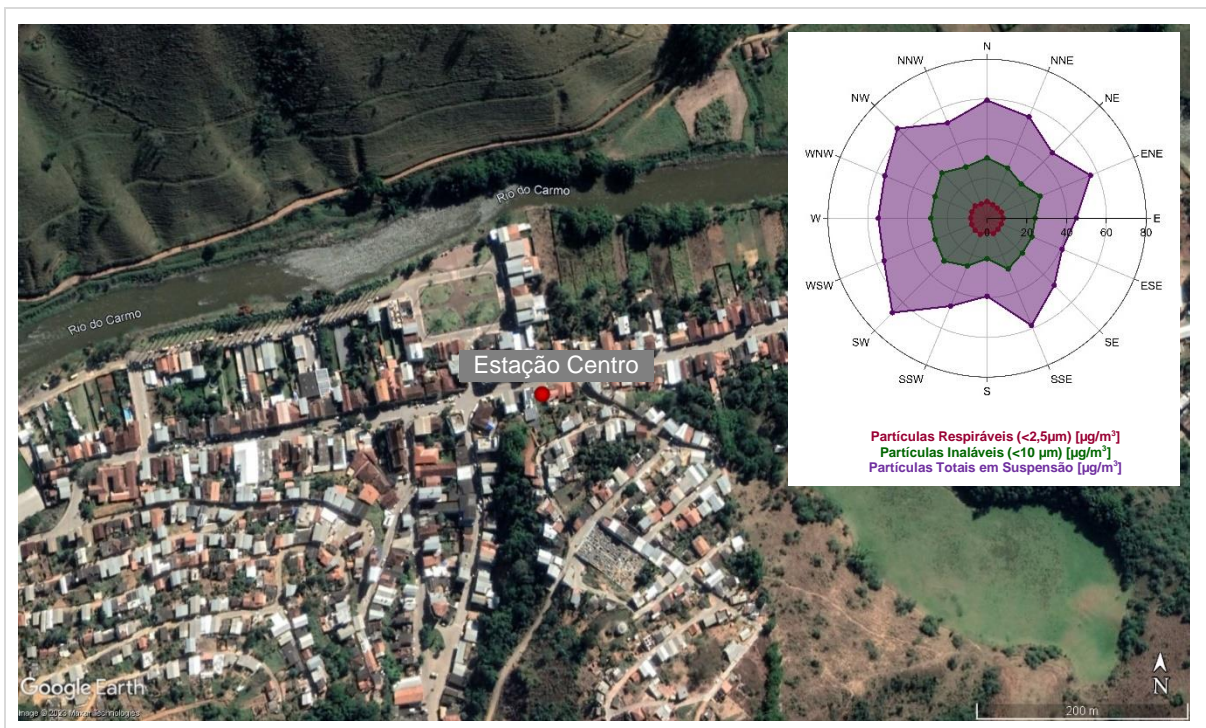 N
NNW
NNE
NW
NE
WNW
ENE
W
0
20
40
60
80
E
WSW
ESE
SW
SE
SSW
SSE
S
Partículas Respiráveis (<2,5µm) [µg/m³]
Partículas Inaláveis (<10 µm) [µg/m³]
Partículas Totais em Suspensão [µg/m³]
Rio do Carmo
Rio do Carmo
Estação Centro
Google Earth
Image © 2023 Maxar Technologies
N
200 m